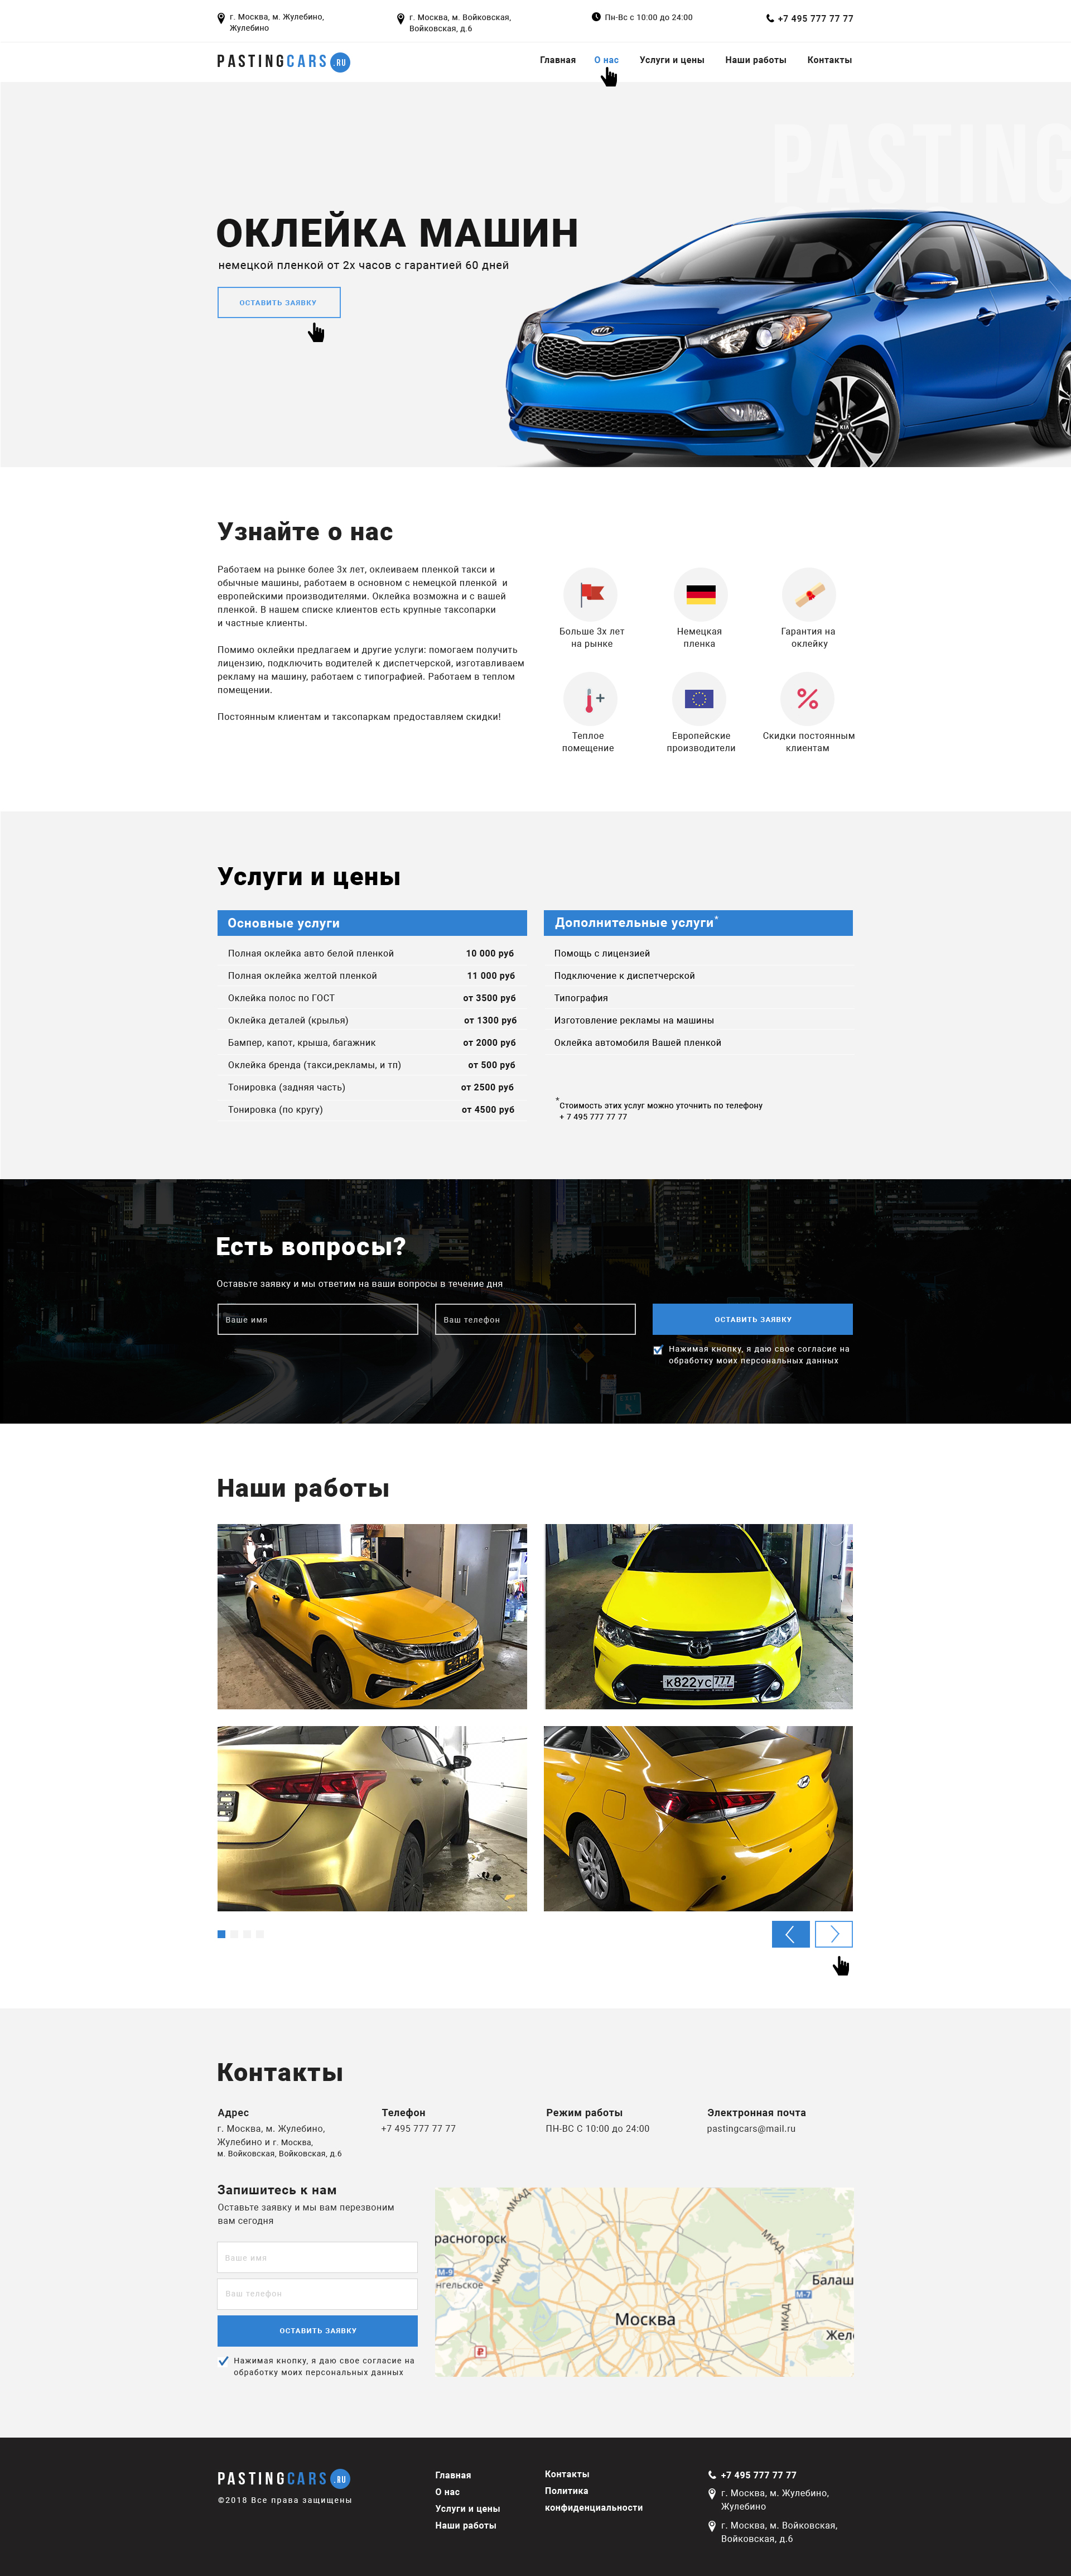 г. Москва, м. Жулебино,
Жулебино
г. Москва, м. Войковская,
Войковская, д.6
Пн-Вс с 10:00 до 24:00
+7 495 777 77 77
PASTINGCARS .RU
Главная О нас Услуги и цены Наши работы Контакты
PASTING
ОКЛЕЙКА МАШИН
немецкой пленкой от 2х часов с гарантией 60 дней
ОСТАВИТЬ ЗАЯВКУ
KIA
KIA
Узнайте о нас
Работаем на рынке более 3х лет, оклеиваем пленкой такси и
обычные машины, работаем в основном с немецкой пленкой и
европейскими производителями. Оклейка возможна и с вашей
пленкой. В нашем списке клиентов есть крупные таксопарки
и частные клиенты.
Помимо оклейки предлагаем и другие услуги: помогаем получить
лицензию, подключить водителей к диспетчерской, изготавливаем
рекламу на машину, работаем с типографией. Работаем в теплом
помещении.
Постоянным клиентам и таксопаркам предоставляем скидки!
Больше 3х лет
на рынке
Немецкая
пленка
Гарантия на
оклейку
Теплое
помещение
Европейские
производители
Скидки постоянным
клиентам
Услуги и цены
Основные услуги
Полная оклейка авто белой пленкой 10 000 руб
Полная оклейка желтой пленкой 11 000 руб
Оклейка полос по ГОСТ от 3500 руб
Оклейка деталей (крылья) от 1300 руб
Бампер, капот, крыша, багажник от 2000 руб
Оклейка бренда (такси,рекламы, и тп) от 500 руб
Тонировка (задняя часть) от 2500 руб
Тонировка (по кругу) от 4500 руб
Дополнительные услуги*
Помощь с лицензией
Подключение к диспетчерской
Типография
Изготовление рекламы на машины
Оклейка автомобиля Вашей пленкой
*Стоимость этих услуг можно уточнить по телефону
+ 7 495 777 77 77
Есть вопросы?
Оставьте заявку и мы ответим на ваши вопросы в течение дня
Ваше имя
Ваш телефон
ОСТАВИТЬ ЗАЯВКУ
Нажимая кнопку, я даю свое согласие на
обработку моих персональных данных
Наши работы
к822ус 777
Контакты
Адрес
г. Москва, м. Жулебино,
Жулебино и г. Москва,
м. Войковская, Войковская, д.6
Телефон
+7 495 777 77 77
Режим работы
ПН-ВС С 10:00 до 24:00
Электронная почта
pastingcars@mail.ru
Запишитесь к нам
Оставьте заявку и мы вам перезвоним
вам сегодня
Ваше имя
Ваш телефон
ОСТАВИТЬ ЗАЯВКУ
Нажимая кнопку, я даю свое согласие на
обработку моих персональных данных
МКАД
расногорск
МКАД
М-9
нгельское
МКАД
Балаш
М-7
МКАД
Москва
Желе
PASTINGCARS .RU
©2018 Все права защищены
Главная
О нас
Услуги и цены
Наши работы
Контакты
Политика
конфиденциальности
+7 495 777 77 77
г. Москва, м. Жулебино,
Жулебино
г. Москва, м. Войковская,
Войковская, д.6